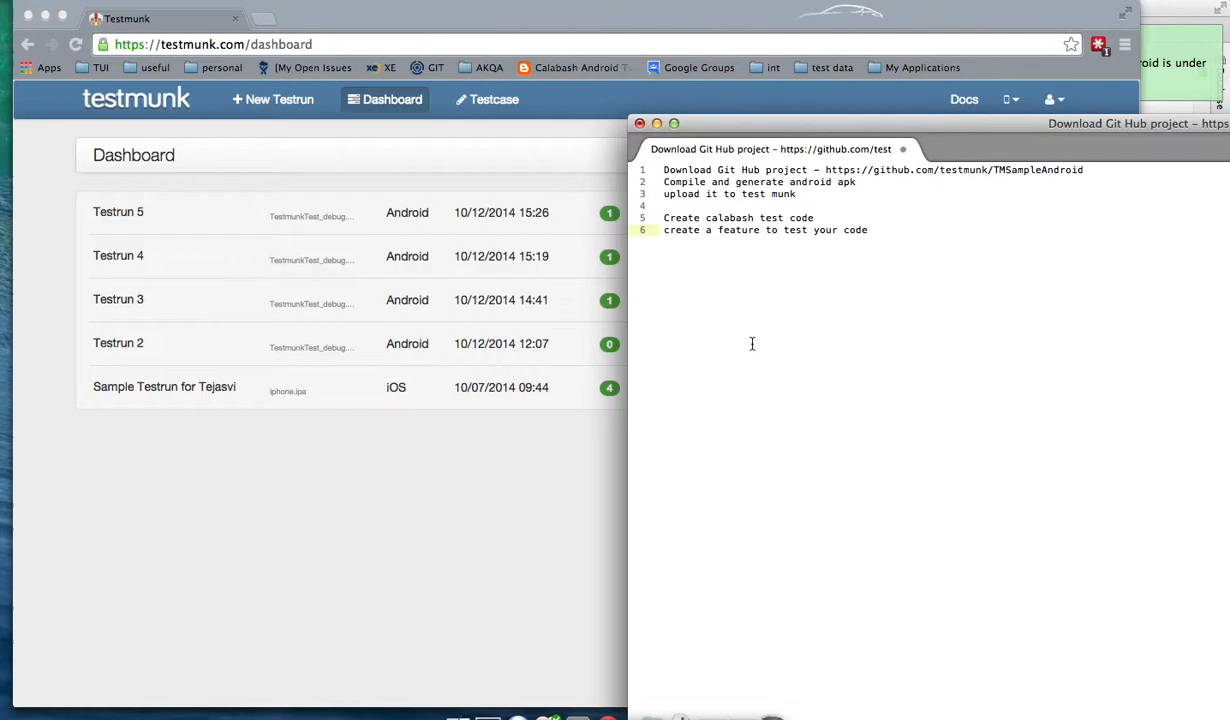 Testmunk
https://testmunk.com/dashboard
1
Apps
TUI
useful
personal
[My Open Issues
xe XE
GIT
AKQA
Calabash Android T
Google Groups
int
test data
My Applications
oid is under
testmunk
+ New Testrun
Dashboard
Testcase
Docs
Dashboard
Testrun 5 TestmunkTest_debug.... Android 10/12/2014 15:26 1
Testrun 4 TestmunkTest_debug.... Android 10/12/2014 15:19 1
Testrun 3 TestmunkTest_debug.... Android 10/12/2014 14:41 1
Testrun 2 TestmunkTest_debug.... Android 10/12/2014 12:07 0
Sample Testrun for Tejasvi iphone.ipa iOS 10/07/2014 09:44 4
Download Git Hub project - https
Download Git Hub project - https://github.com/test
1 Download Git Hub project - https://github.com/testmunk/TMSampleAndroid
2 Compile and generate android apk
3 upload it to test munk
4
5 Create calabash test code
6 create a feature to test your code